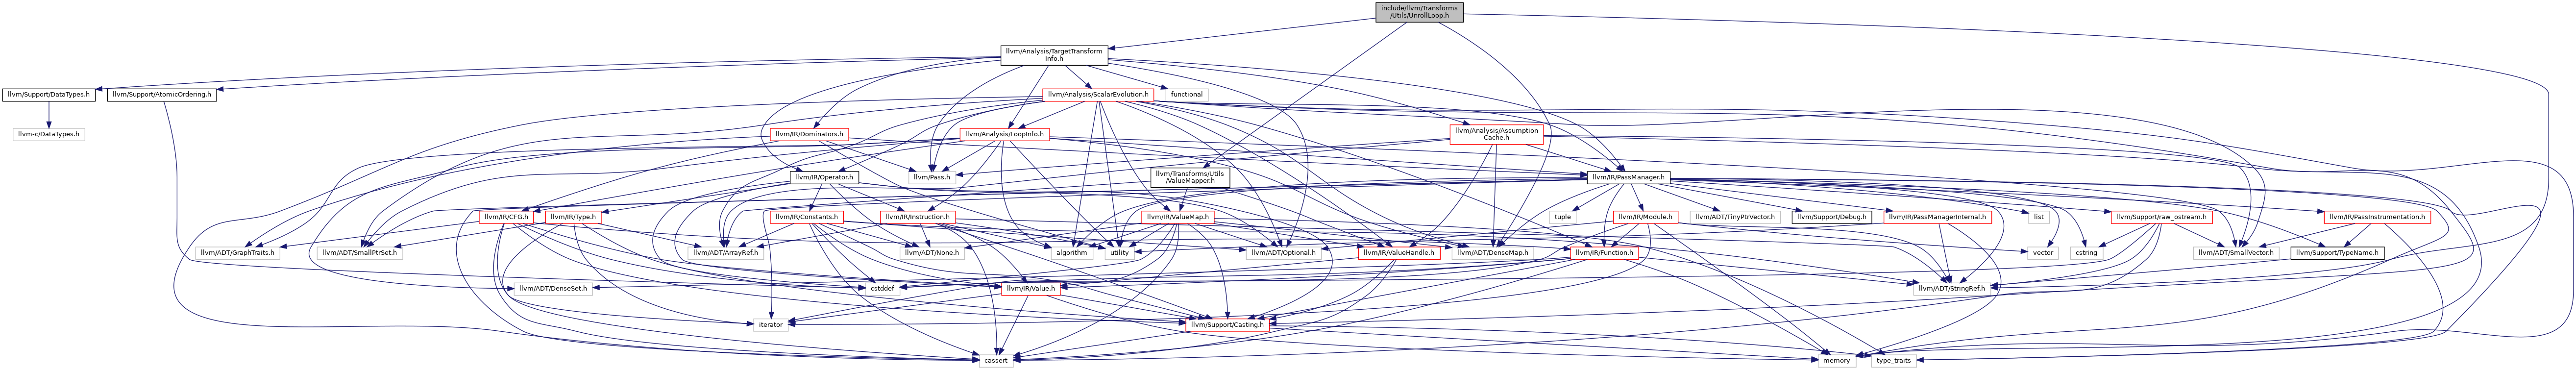 include/llvm/Transforms
/Utils/UnrollLoop.h
llvm/Analysis/TargetTransform
Info.h
llvm/Support/DataTypes.h
llvm/Support/AtomicOrdering.h
llvm/Analysis/ScalarEvolution.h
functional
llvm-c/DataTypes.h
llvm/IR/Dominators.h
llvm/Analysis/LoopInfo.h
llvm/Analysis/Assumption
Cache.h
llvm/IR/Operator.h
llvm/Pass.h
llvm/Transforms/Utils
/ValueMapper.h
llvm/IR/PassManager.h
llvm/IR/CFG.h
llvm/IR/Type.h
llvm/IR/Constants.h
llvm/IR/Instruction.h
llvm/IR/ValueMap.h
tuple
llvm/IR/Module.h
llvm/ADT/TinyPtrVector.h
llvm/Support/Debug.h
llvm/IR/PassManagerInternal.h
list
llvm/Support/raw_ostream.h
llvm/IR/PassInstrumentation.h
llvm/ADT/GraphTraits.h
llvm/ADT/SmallPtrSet.h
llvm/ADT/ArrayRef.h
llvm/ADT/None.h
algorithm
utility
llvm/ADT/Optional.h
llvm/IR/ValueHandle.h
llvm/ADT/DenseMap.h
llvm/IR/Function.h
vector
cstring
llvm/ADT/SmallVector.h
llvm/Support/TypeName.h
llvm/ADT/DenseSet.h
cstddef
llvm/IR/Value.h
llvm/ADT/StringRef.h
iterator
llvm/Support/Casting.h
cassert
memory
type_traits